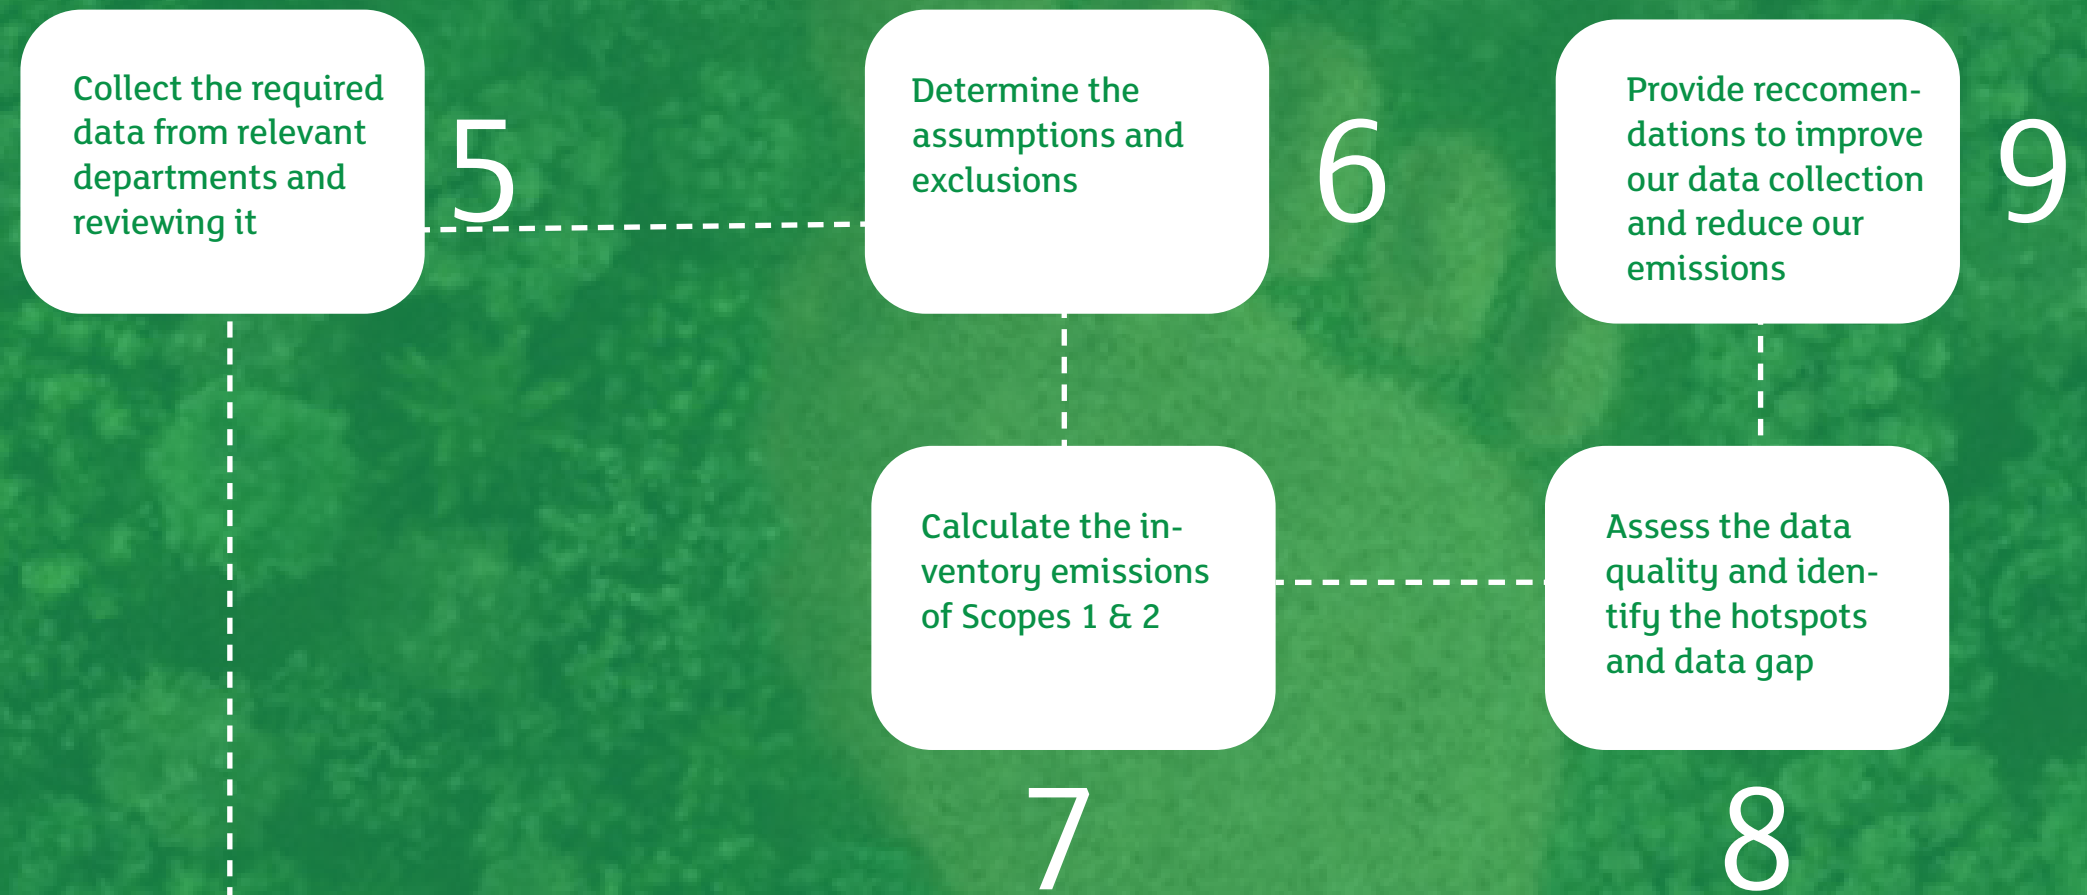 Collect the required
data from relevant
departments and
reviewing it
5
Determine the
assumptions and
exclusions
6
Calculate the in-
ventory emissions
of Scopes 1 & 2
7
Assess the data
quality and iden-
tify the hotspots
and data gap
8
Provide reccomen-
dations to improve
our data collection
and reduce our
emissions
9